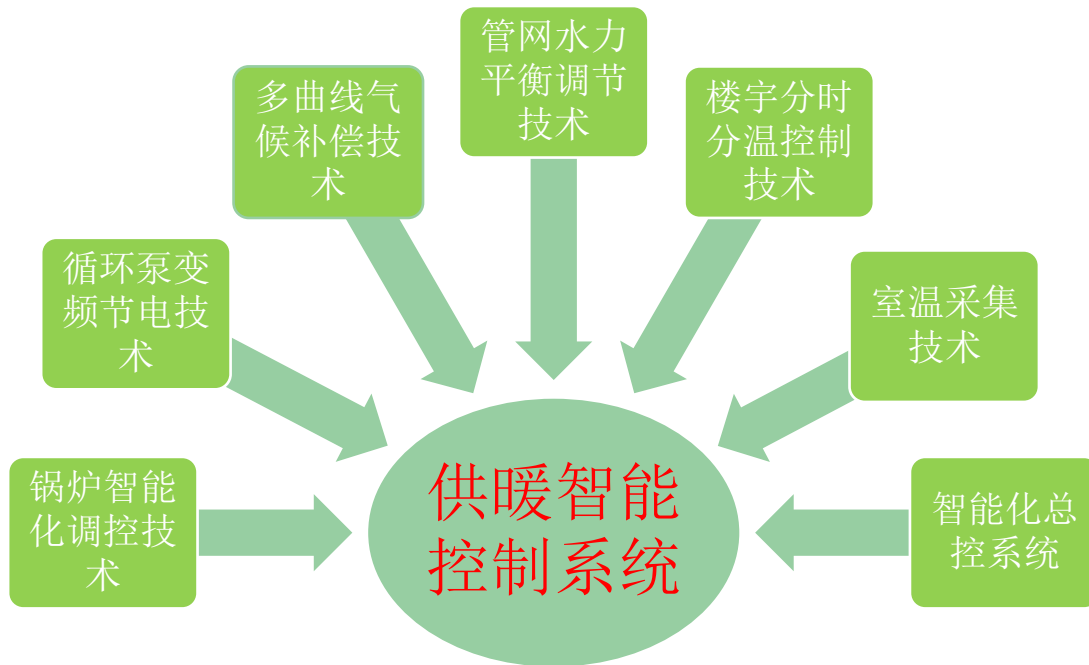 管网水力
平衡调节
技术
多曲线气
候补偿技
术
楼宇分时
分温控制
技术
循环泵变
频节电技
术
室温采集
技术
锅炉智能
化调控技
术
供暖智能
控制系统
智能化总
控系统